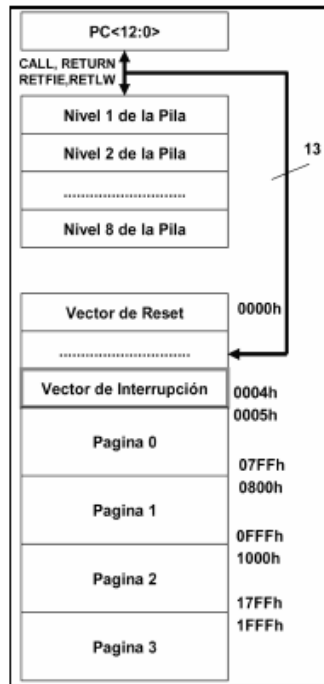 PC<12:0>
CALL, RETURN
RETFIE,RETLW
Nivel 1 de la Pila
13
Nivel 2 de la Pila
..............................
Nivel 8 de la Pila
Vector de Reset
0000h
................................
Vector de Interrupción
0004h
0005h
Pagina 0
07FFh
0800h
Pagina 1
0FFFh
1000h
Pagina 2
17FFh
1FFFh
Pagina 3